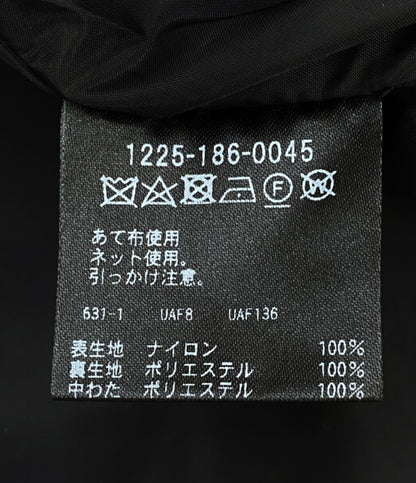 1225-186-0045
F W
あて布使用
ネット使用。
引っかけ注意。
631-1 UAF8 UAF136
表生地 ナイロン 100%
裏生地 ポリエステル 100%
中わた ポリエステル 100%